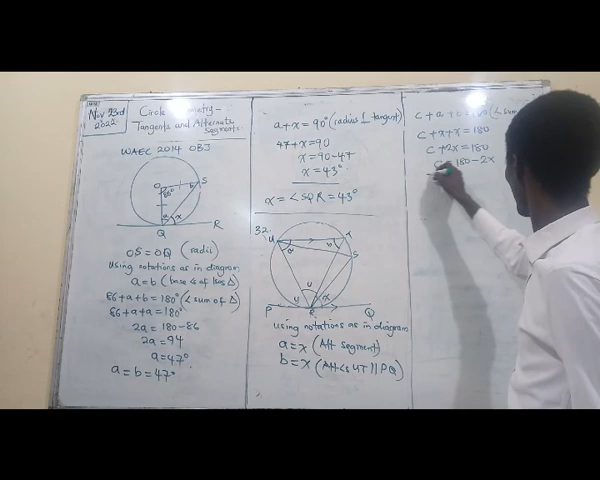 Nov 23rd
2022
Circle
Tangents and Alternate
Segments
WAEC 2014 OBJ
O
S
86°
b
a
x
Q
R
OS = OQ (radii)
using notations as in diagram
a = b (base ∠s of Isos Δ)
86 + a + b = 180° (∠ sum of Δ)
86 + a + a = 180°
2a = 180 - 86
2a = 94
a = 47°
a = b = 47°
a + x = 90° (radius ⊥ tangent)
47 + x = 90
x = 90 - 47
x = 43°
x = ∠SQR = 43°
32.
U
T
S
P
R
Q
using notations as in diagram
a = x (Alt segment)
b = x (Alt ∠s UT || PQ)
C + x + x = 180
C + 2x = 180
C = 180 - 2x